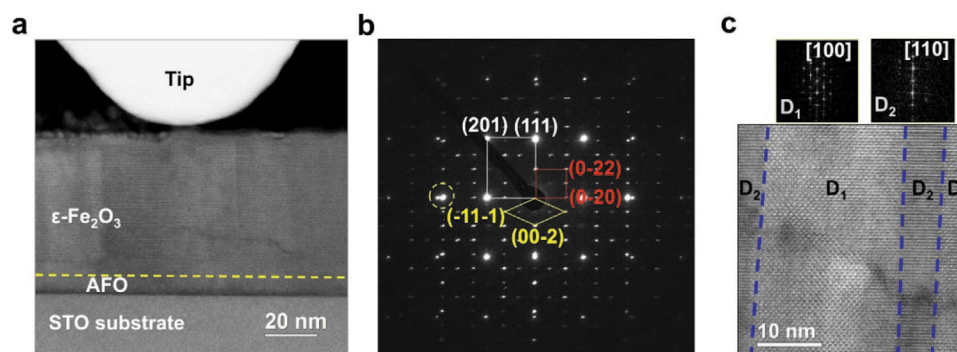 a
Tip
ε-Fe₂O₃
AFO
STO substrate
20 nm
b
(201) (111)
(0-22)
(0-20)
(-11-1)
(00-2)
c
[100]
D₁
[110]
D₂
D₂
D₁
D₂
D
10 nm